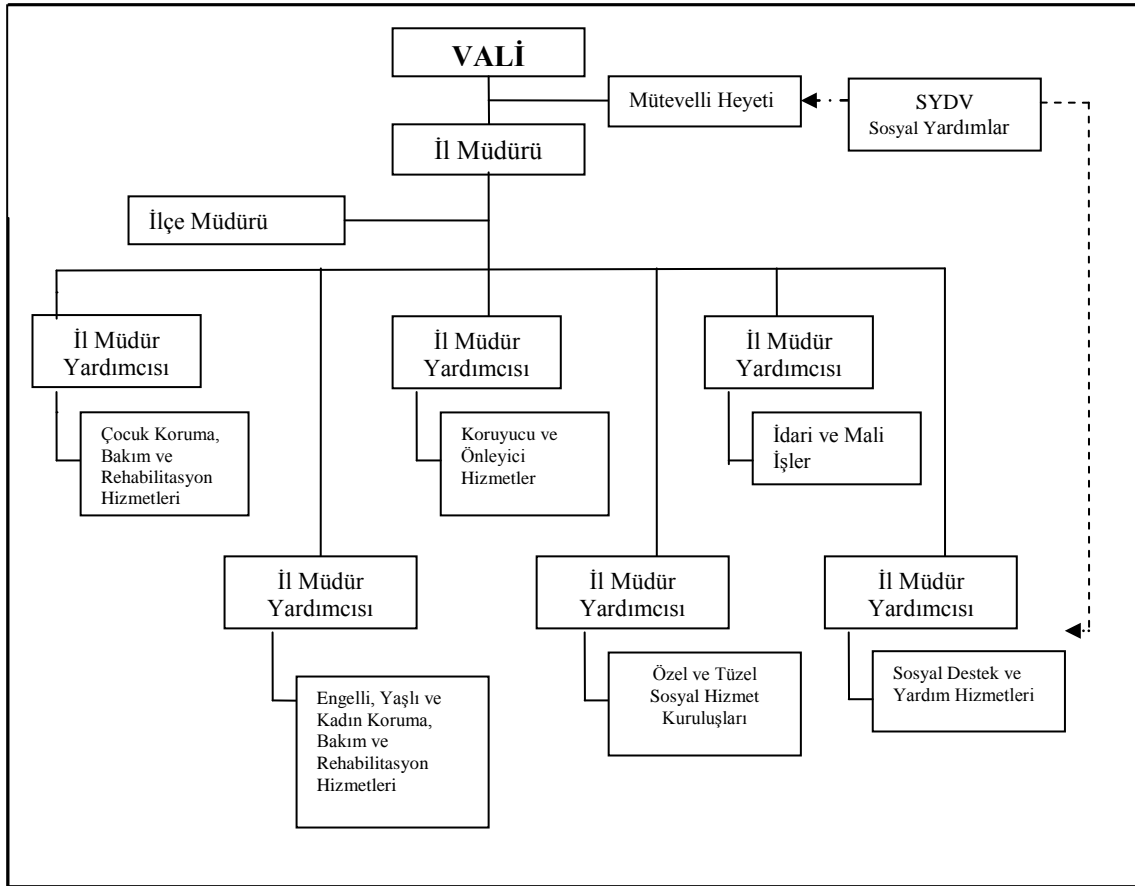 VALİ
Mütevelli Heyeti
SYDV
Sosyal Yardımlar
İl Müdürü
İlçe Müdürü
İl Müdür
Yardımcısı
İl Müdür
Yardımcısı
İl Müdür
Yardımcısı
Çocuk Koruma,
Bakım ve
Rehabilitasyon
Hizmetleri
Koruyucu ve
Önleyici
Hizmetler
İdari ve Mali
İşler
İl Müdür
Yardımcısı
İl Müdür
Yardımcısı
İl Müdür
Yardımcısı
Engelli, Yaşlı ve
Kadın Koruma,
Bakım ve
Rehabilitasyon
Hizmetleri
Özel ve Tüzel
Sosyal Hizmet
Kuruluşları
Sosyal Destek ve
Yardım Hizmetleri